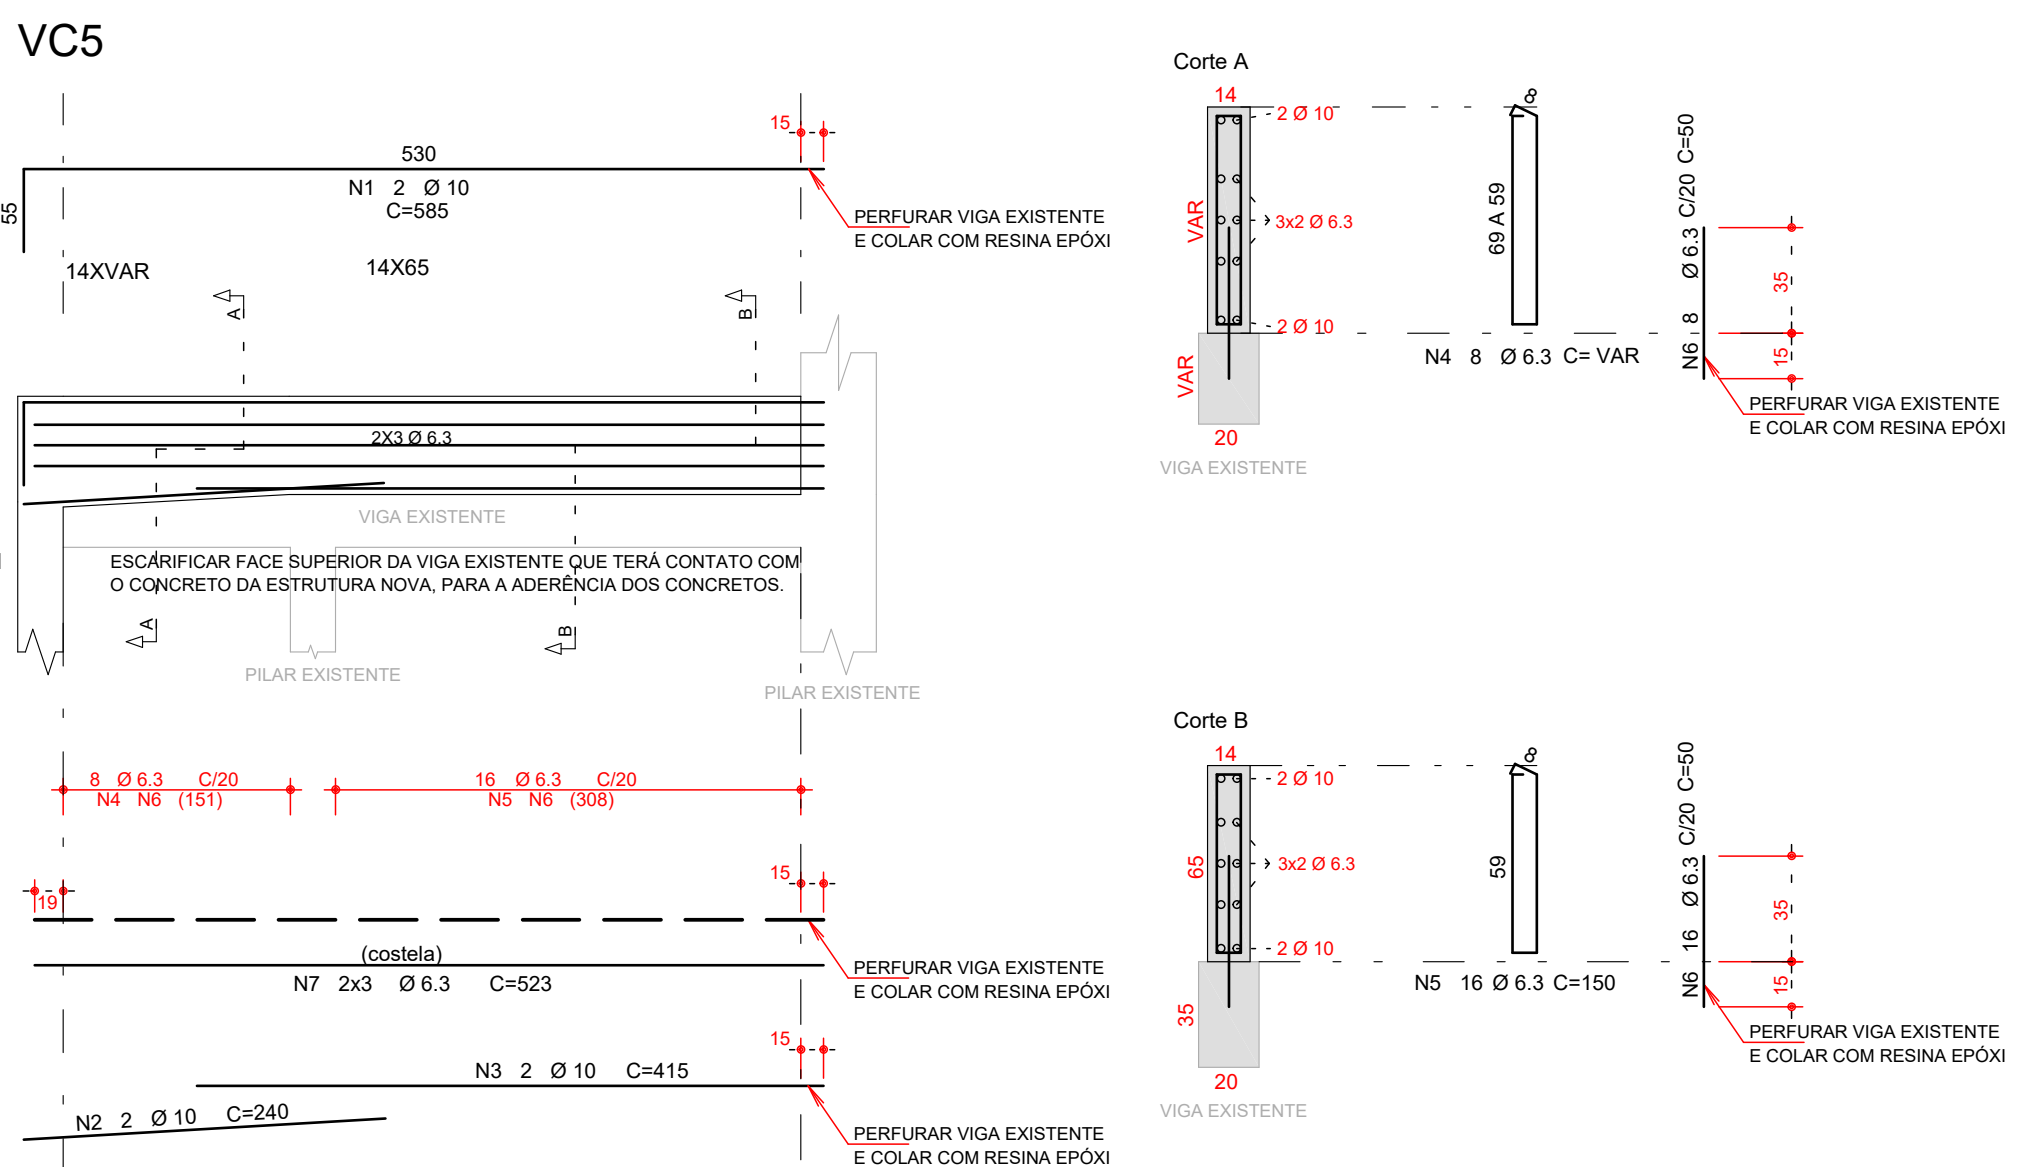 VC5
15
530
N1 2 Ø 10
C=585
55
PERFURAR VIGA EXISTENTE
E COLAR COM RESINA EPÓXI
14XVAR
14X65
A
B
2X3 Ø 6.3
VIGA EXISTENTE
ESCARIFICAR FACE SUPERIOR DA VIGA EXISTENTE QUE TERÁ CONTATO COM
O CONCRETO DA ESTRUTURA NOVA, PARA A ADERÊNCIA DOS CONCRETOS.
A
B
PILAR EXISTENTE
PILAR EXISTENTE
8 Ø 6.3 C/20
N4 N6 (151)
16 Ø 6.3 C/20
N5 N6 (308)
19
15
(costela)
N7 2x3 Ø 6.3 C=523
PERFURAR VIGA EXISTENTE
E COLAR COM RESINA EPÓXI
15
N3 2 Ø 10 C=415
N2 2 Ø 10 C=240
PERFURAR VIGA EXISTENTE
E COLAR COM RESINA EPÓXI
Corte A
14
2 Ø 10
VAR
3x2 Ø 6.3
2 Ø 10
VAR
20
VIGA EXISTENTE
8
69 A 59
N4 8 Ø 6.3 C= VAR
N6 8 Ø 6.3 C/20 C=50
35
15
PERFURAR VIGA EXISTENTE
E COLAR COM RESINA EPÓXI
Corte B
14
2 Ø 10
65
3x2 Ø 6.3
2 Ø 10
35
20
VIGA EXISTENTE
8
59
N5 16 Ø 6.3 C=150
N6 16 Ø 6.3 C/20 C=50
35
15
PERFURAR VIGA EXISTENTE
E COLAR COM RESINA EPÓXI